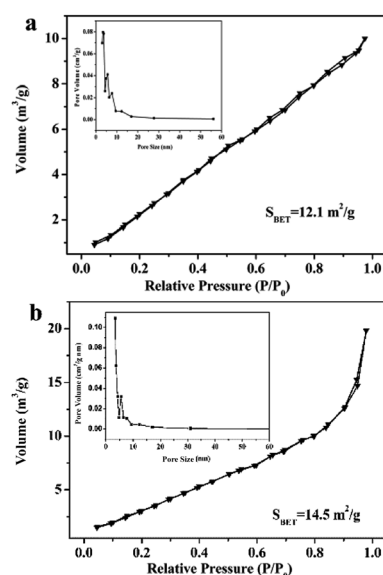 a
Volume (m³/g)
10
8
6
4
2
0.0 0.2 0.4 0.6 0.8 1.0
Relative Pressure (P/P₀)
S_BET=12.1 m²/g
Pore Volume (cm³/g)
0.08
0.06
0.04
0.02
0.00
0 10 20 30 40 50 60
Pore Size (nm)
b
Volume (m³/g)
20
15
10
5
0.0 0.2 0.4 0.6 0.8 1.0
Relative Pressure (P/P₀)
S_BET=14.5 m²/g
Pore Volume (cm³/g nm)
0.10
0.08
0.06
0.04
0.02
0.00
0 10 20 30 40 50 60
Pore Size (nm)